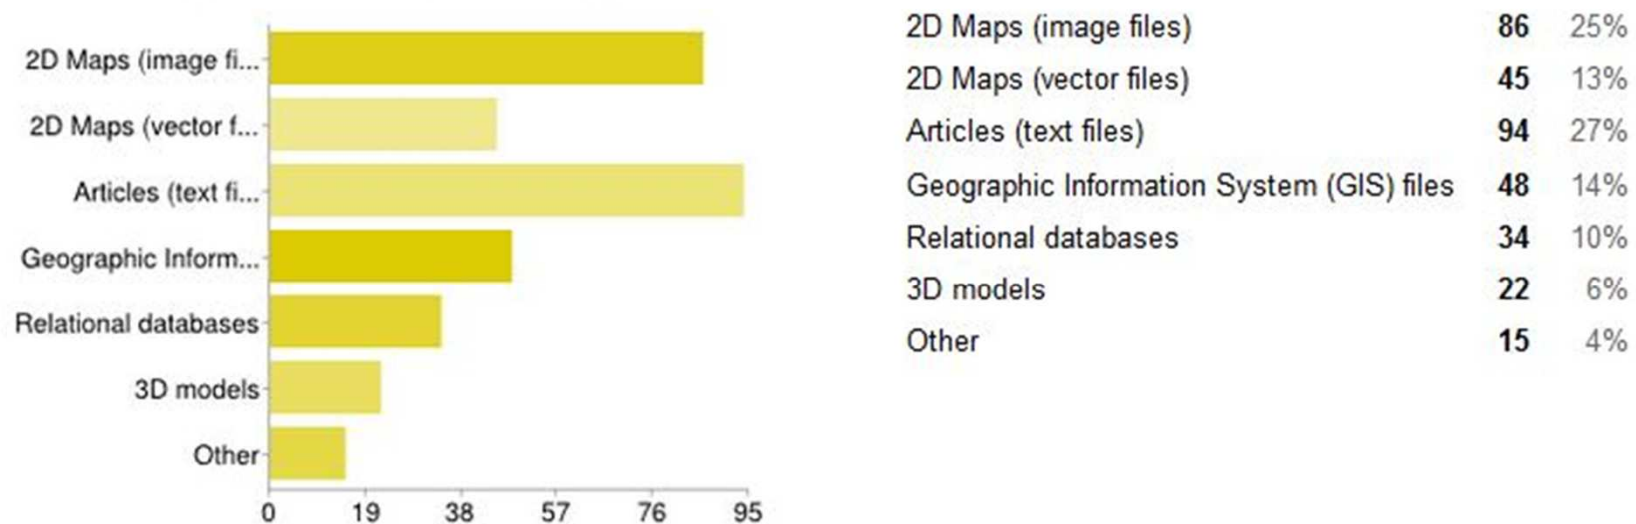 2D Maps (image fi...
2D Maps (vector f...
Articles (text fi...
Geographic Inform...
Relational databases
3D models
Other
0 19 38 57 76 95
2D Maps (image files) 86 25%
2D Maps (vector files) 45 13%
Articles (text files) 94 27%
Geographic Information System (GIS) files 48 14%
Relational databases 34 10%
3D models 22 6%
Other 15 4%